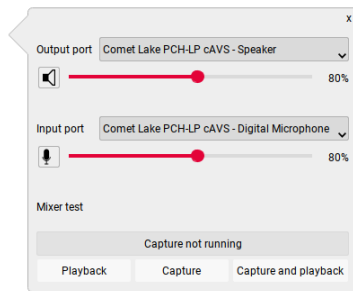 x
Output port Comet Lake PCH-LP cAVS - Speaker
80%
Input port Comet Lake PCH-LP cAVS - Digital Microphone
80%
Mixer test
Capture not running
Playback Capture Capture and playback